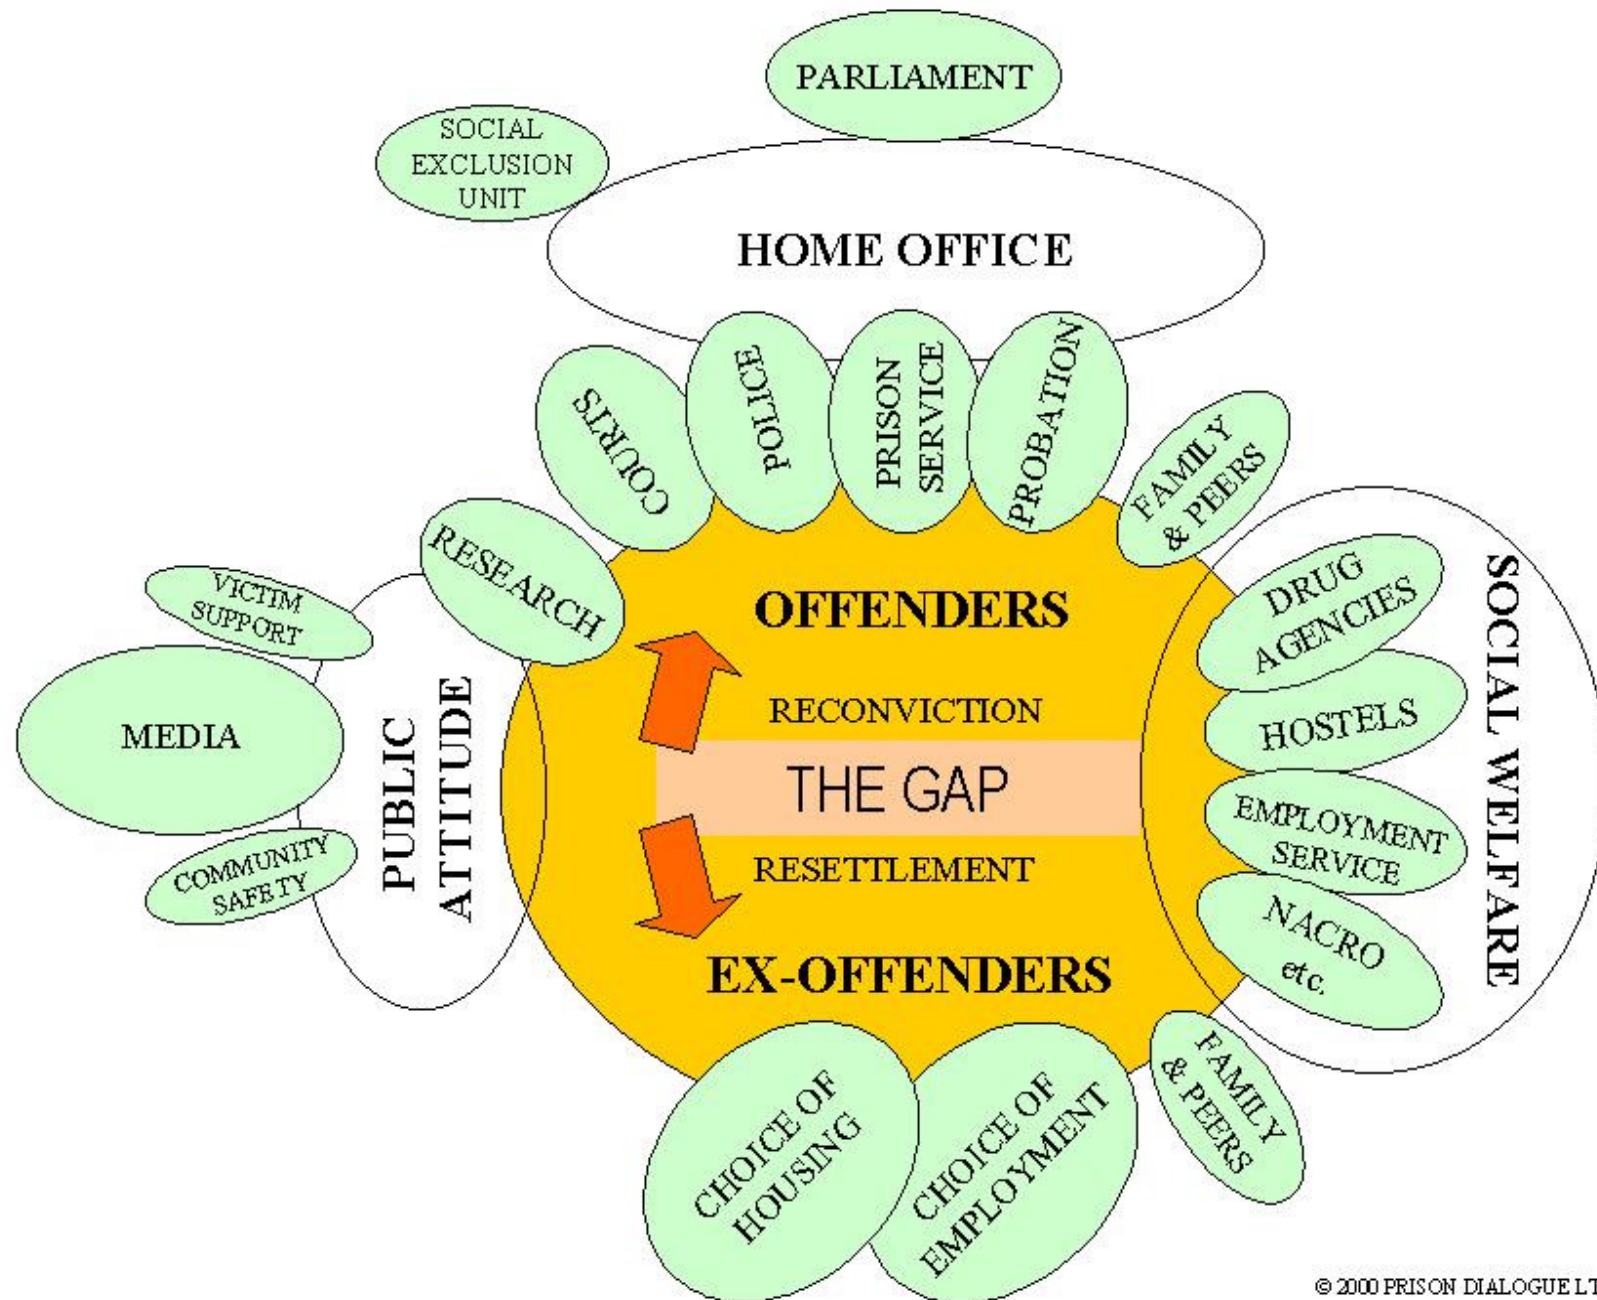 PARLIAMENT
SOCIAL
EXCLUSION
UNIT
HOME OFFICE
COURTS
POLICE
PRISON
SERVICE
PROBATION
FAMILY
& PEERS
RESEARCH
VICTIM
SUPPORT
MEDIA
COMMUNITY
SAFETY
PUBLIC
ATTITUDE
OFFENDERS
RECONVICTION
THE GAP
RESETTLEMENT
EX-OFFENDERS
DRUG
AGENCIES
HOSTELS
EMPLOYMENT
SERVICE
NACRO
etc.
SOCIAL WELFARE
FAMILY
& PEERS
CHOICE OF
HOUSING
CHOICE OF
EMPLOYMENT
© 2000 PRISON DIALOGUE LT